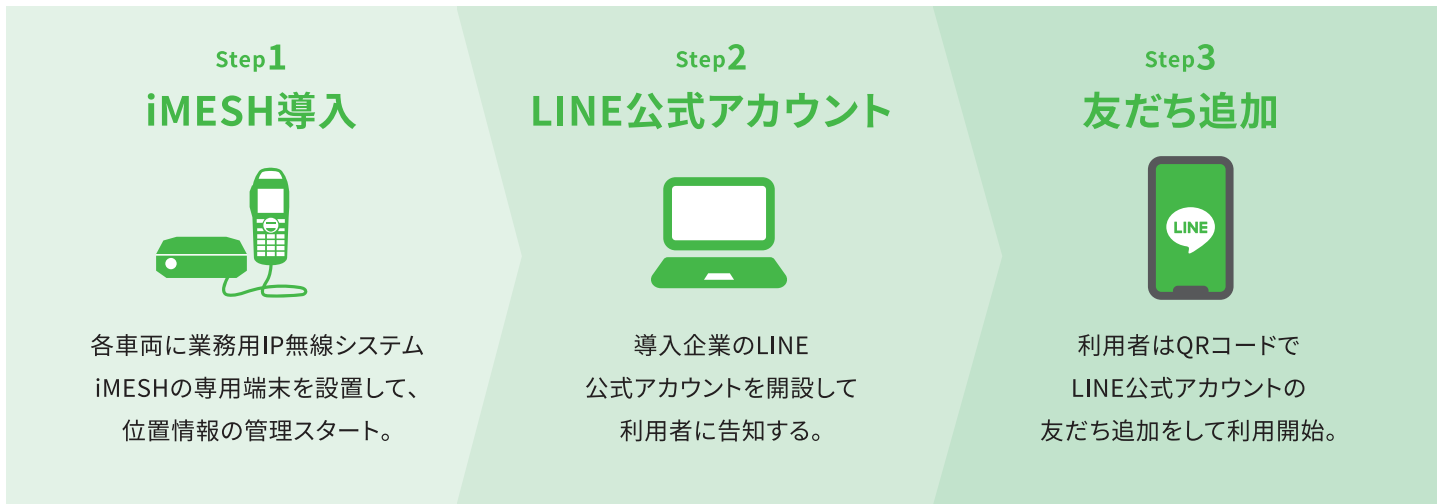 Step1
iMESH導入
各車両に業務用IP無線システム
iMESHの専用端末を設置して、
位置情報の管理スタート。
Step2
LINE公式アカウント
導入企業のLINE
公式アカウントを開設して
利用者に告知する。
Step3
友だち追加
LINE
利用者はQRコードで
LINE公式アカウントの
友だち追加をして利用開始。